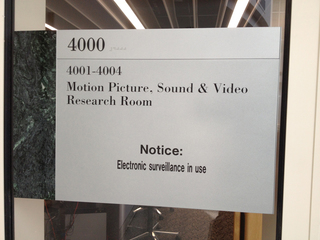 4000
4001-4004
Motion Picture, Sound & Video
Research Room
Notice:
Electronic surveillance in use